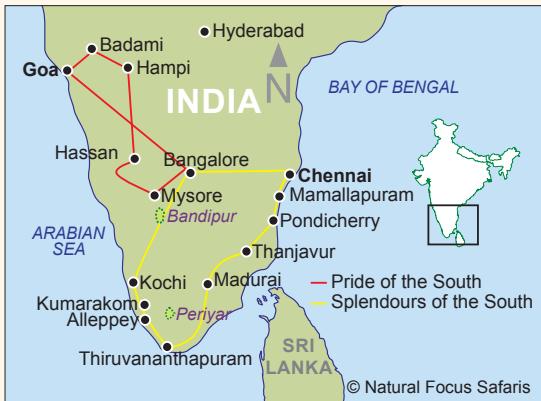 Hyderabad
Badami
Goa
Hampi
N
INDIA
BAY OF BENGAL
Hassan
Bangalore
Chennai
Mysore
Mamallapuram
Bandipur
Pondicherry
ARABIAN
SEA
Thanjavur
Kochi
Madurai
Pride of the South
Kumarakom
Splendours of the South
Alleppey
Periyar
Thiruvananthapuram
SRI
LANKA
© Natural Focus Safaris